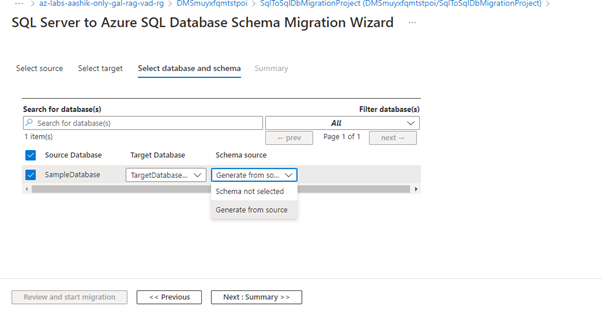 ··· > az-labs-aashik-only-gal-rag-vad-rg > DMSmuyxfqmtstpoi > SqlToSqlDbMigrationProject (DMSmuyxfqmtstpoi/SqlToSqlDbMigrationProject) >
SQL Server to Azure SQL Database Schema Migration Wizard ···
Select source Select target Select database and schema Summary
Search for database(s) Filter database(s)
Search for database(s) All
1 item(s) ← prev Page 1 of 1 next →
Source Database Target Database Schema source
SampleDatabase TargetDatabase... Generate from so...
Schema not selected
Generate from source
Review and start migration << Previous Next : Summary >>